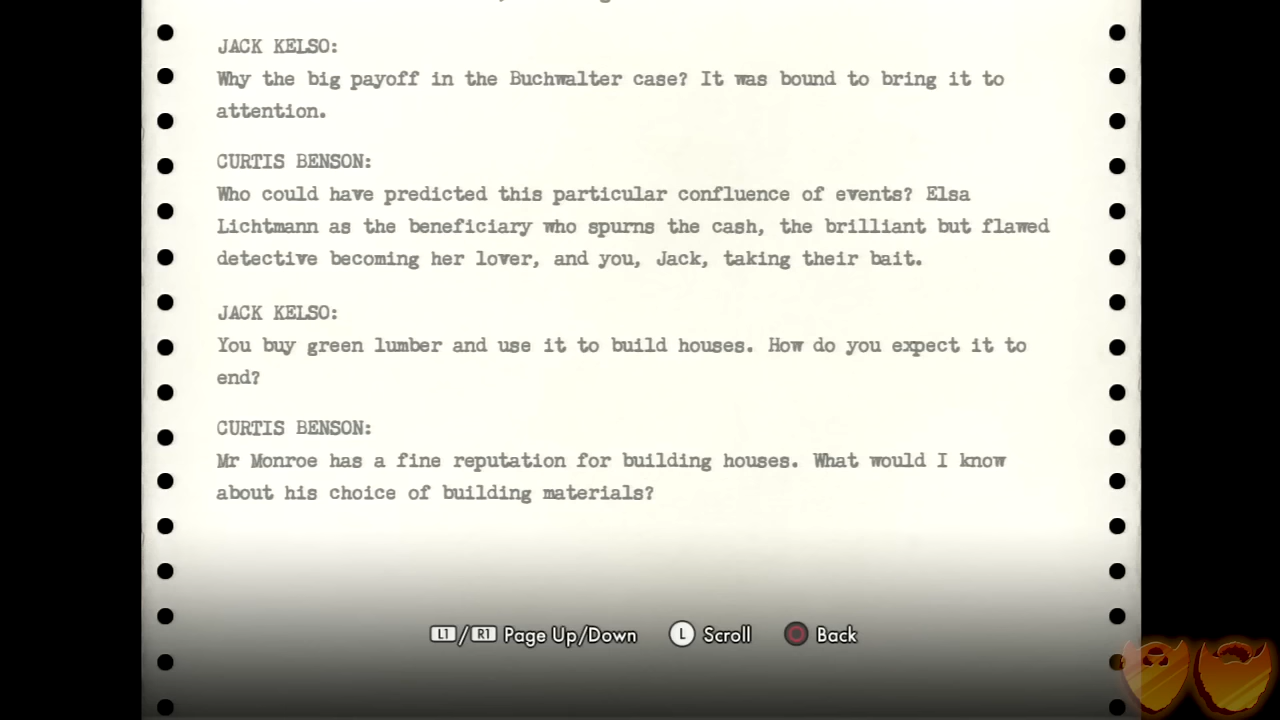 JACK KELSO:
Why the big payoff in the Buchwalter case? It was bound to bring it to
attention.
CURTIS BENSON:
Who could have predicted this particular confluence of events? Elsa
Lichtmann as the beneficiary who spurns the cash, the brilliant but flawed
detective becoming her lover, and you, Jack, taking their bait.
JACK KELSO:
You buy green lumber and use it to build houses. How do you expect it to
end?
CURTIS BENSON:
Mr Monroe has a fine reputation for building houses. What would I know
about his choice of building materials?
L1/R1 Page Up/Down L Scroll Back